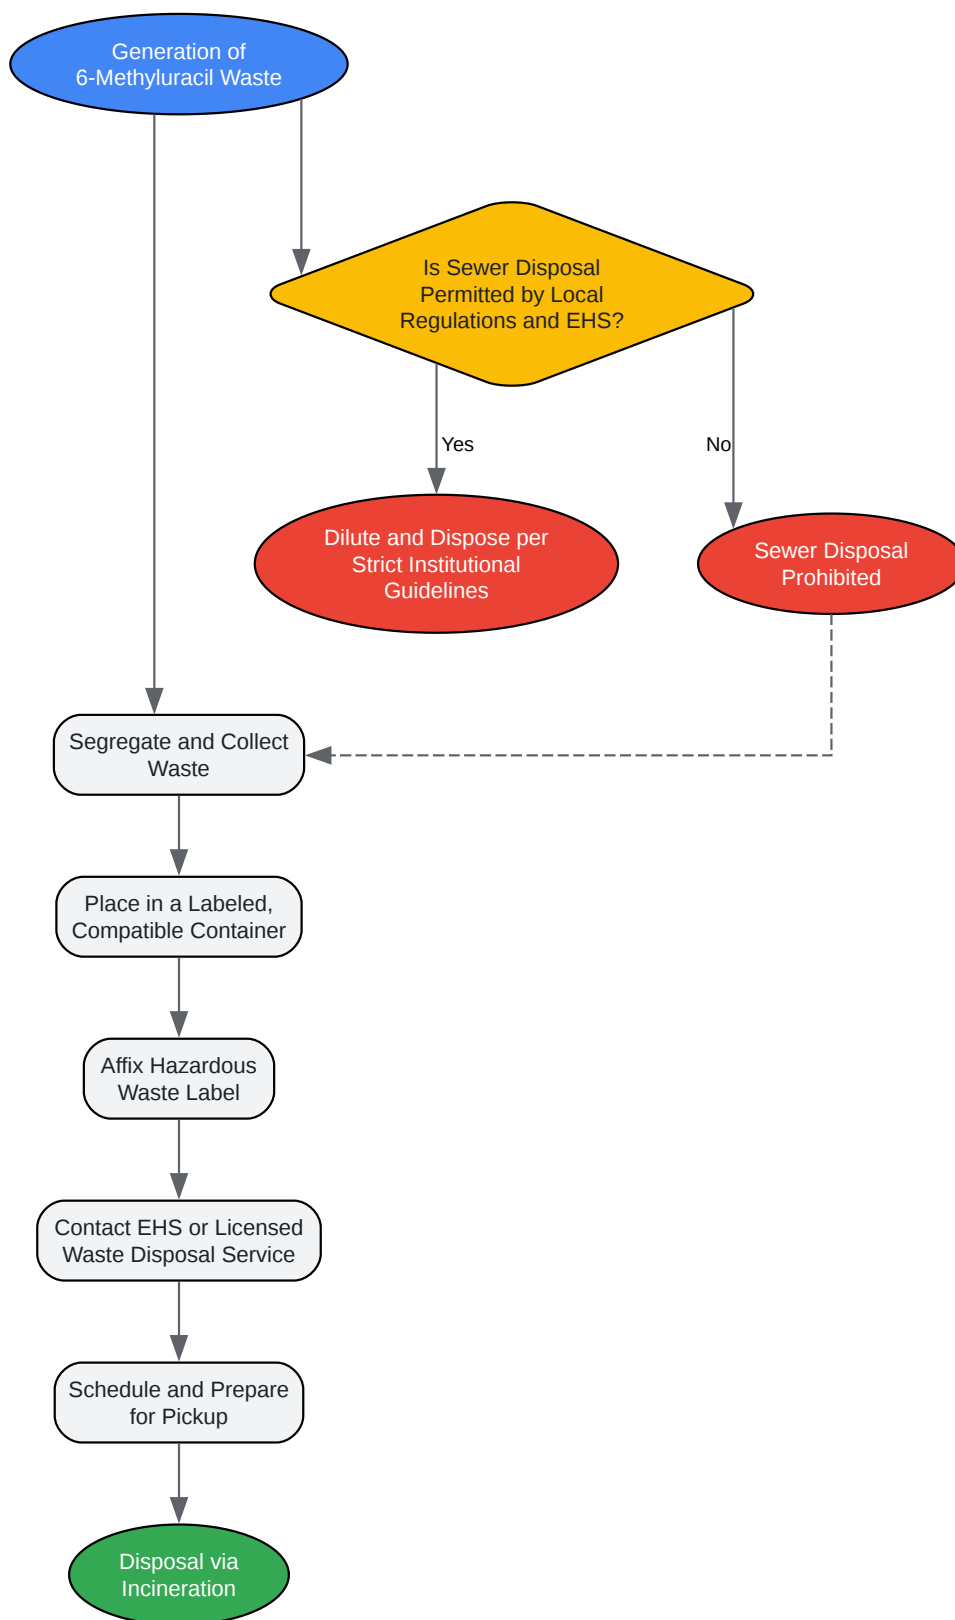 Generation of
6-Methyluracil Waste
Is Sewer Disposal
Permitted by Local
Regulations and EHS?
Yes
No
Dilute and Dispose per
Strict Institutional
Guidelines
Sewer Disposal
Prohibited
Segregate and Collect
Waste
Place in a Labeled,
Compatible Container
Affix Hazardous
Waste Label
Contact EHS or Licensed
Waste Disposal Service
Schedule and Prepare
for Pickup
Disposal via
Incineration